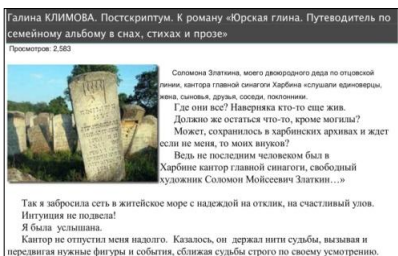 Галина КЛИМОВА. Постскриптум. К роману «Юрская глина. Путеводитель по
семейному альбому в снах, стихах и прозе»
Просмотров: 2,583
Соломона Златкина, моего двоюродного деда по отцовской
линии, кантора главной синагоги Харбина «слушали единоверцы,
жена, сыновья, друзья, соседи, поклонники.
Где они все? Наверняка кто-то еще жив.
Должно же остаться что-то, кроме могилы?
Может, сохранилось в харбинских архивах и ждет
если не меня, то моих внуков?
Ведь не последним человеком был в
Харбине кантор главной синагоги, свободный
художник Соломон Мойсеевич Златкин…»
Так я забросила сеть в житейское море с надеждой на отклик, на счастливый улов.
Интуиция не подвела!
Я была услышана.
Кантор не отпустил меня надолго. Казалось, он держал нити судьбы, вызывая и
передвигая нужные фигуры и события, сближая судьбы строго по своему усмотрению.